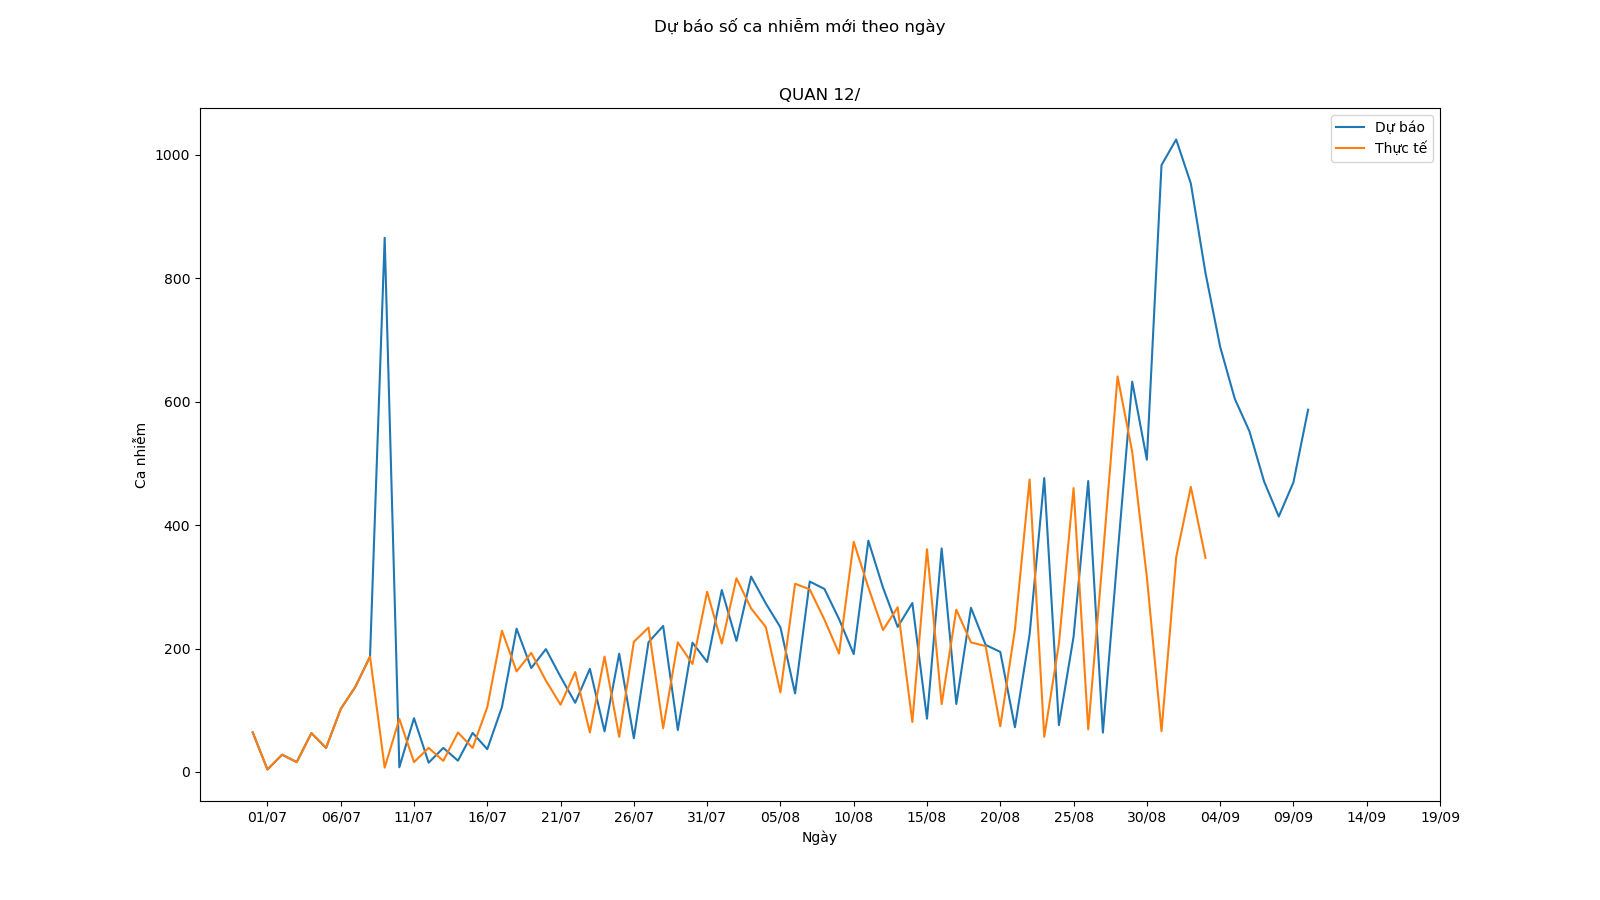 Dự báo số ca nhiễm mới theo ngày
QUAN 12/
Dự báo
Thực tế
1000
800
600
400
200
0
Ca nhiễm
01/07 06/07 11/07 16/07 21/07 26/07 31/07 05/08 10/08 15/08 20/08 25/08 30/08 04/09 09/09 14/09 19/09
Ngày